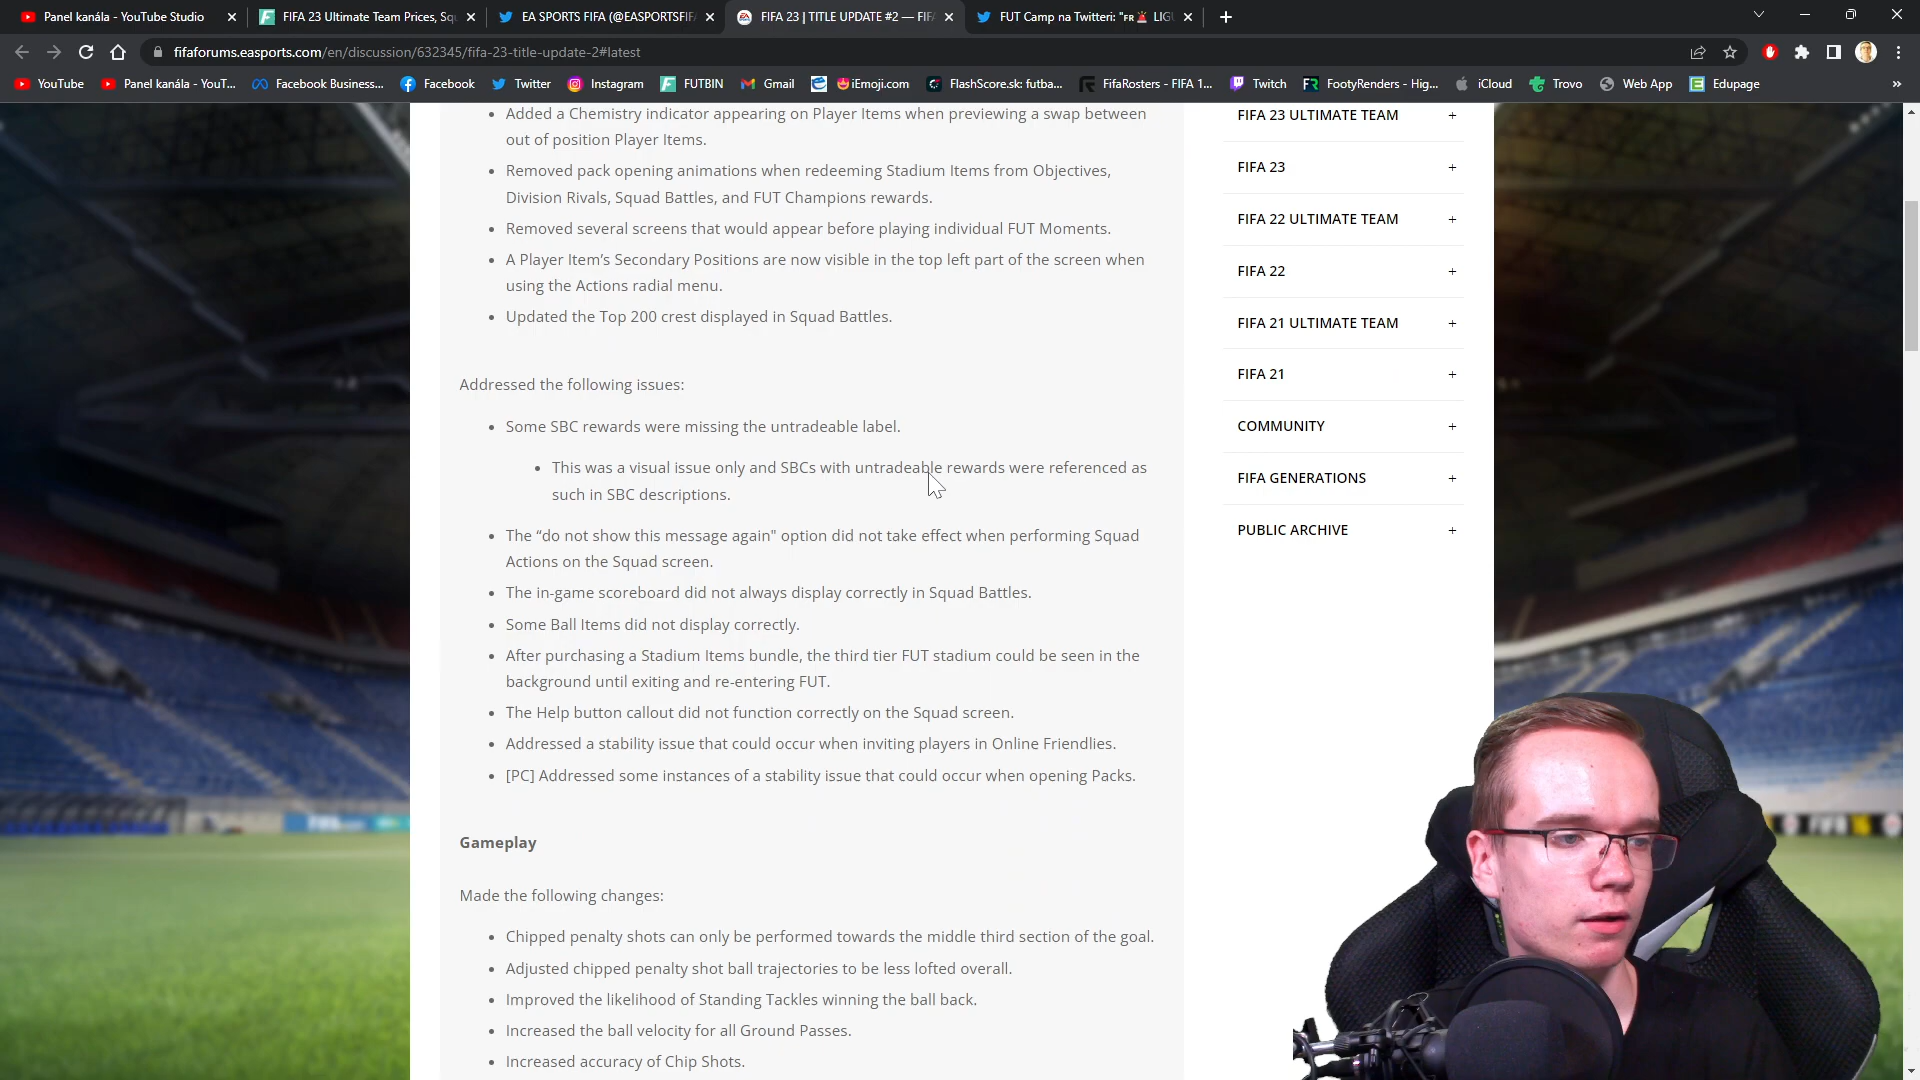 Panel kanála - YouTube Studio
FIFA 23 Ultimate Team Prices, Sq
EA SPORTS FIFA (@EASPORTSFIF
FIFA 23 | TITLE UPDATE #2 — FIF
FUT Camp na Twitteri: "FR🚨 LIGU
fifaforums.easports.com/en/discussion/632345/fifa-23-title-update-2#latest
YouTube
Panel kanála - YouT...
Facebook Business...
Facebook
Twitter
Instagram
FUTBIN
Gmail
iEmoji.com
FlashScore.sk: futba...
FifaRosters - FIFA 1...
Twitch
FootyRenders - Hig...
iCloud
Trovo
Web App
Edupage
• Added a Chemistry indicator appearing on Player Items when previewing a swap between
out of position Player Items.
• Removed pack opening animations when redeeming Stadium Items from Objectives,
Division Rivals, Squad Battles, and FUT Champions rewards.
• Removed several screens that would appear before playing individual FUT Moments.
• A Player Item’s Secondary Positions are now visible in the top left part of the screen when
using the Actions radial menu.
• Updated the Top 200 crest displayed in Squad Battles.
Addressed the following issues:
• Some SBC rewards were missing the untradeable label.
• This was a visual issue only and SBCs with untradeable rewards were referenced as
such in SBC descriptions.
• The “do not show this message again" option did not take effect when performing Squad
Actions on the Squad screen.
• The in-game scoreboard did not always display correctly in Squad Battles.
• Some Ball Items did not display correctly.
• After purchasing a Stadium Items bundle, the third tier FUT stadium could be seen in the
background until exiting and re-entering FUT.
• The Help button callout did not function correctly on the Squad screen.
• Addressed a stability issue that could occur when inviting players in Online Friendlies.
• [PC] Addressed some instances of a stability issue that could occur when opening Packs.
Gameplay
Made the following changes:
• Chipped penalty shots can only be performed towards the middle third section of the goal.
• Adjusted chipped penalty shot ball trajectories to be less lofted overall.
• Improved the likelihood of Standing Tackles winning the ball back.
• Increased the ball velocity for all Ground Passes.
• Increased accuracy of Chip Shots.
FIFA 23 ULTIMATE TEAM +
FIFA 23 +
FIFA 22 ULTIMATE TEAM +
FIFA 22 +
FIFA 21 ULTIMATE TEAM +
FIFA 21 +
COMMUNITY +
FIFA GENERATIONS +
PUBLIC ARCHIVE +